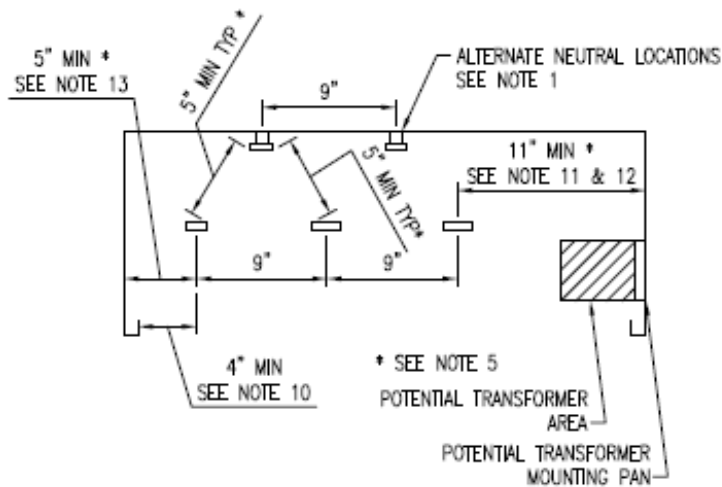 5" MIN *
SEE NOTE 13
5" MIN TYP *
9"
ALTERNATE NEUTRAL LOCATIONS
SEE NOTE 1
5" MIN TYP*
11" MIN *
SEE NOTE 11 & 12
9"
9"
4" MIN
SEE NOTE 10
* SEE NOTE 5
POTENTIAL TRANSFORMER
AREA
POTENTIAL TRANSFORMER
MOUNTING PAN